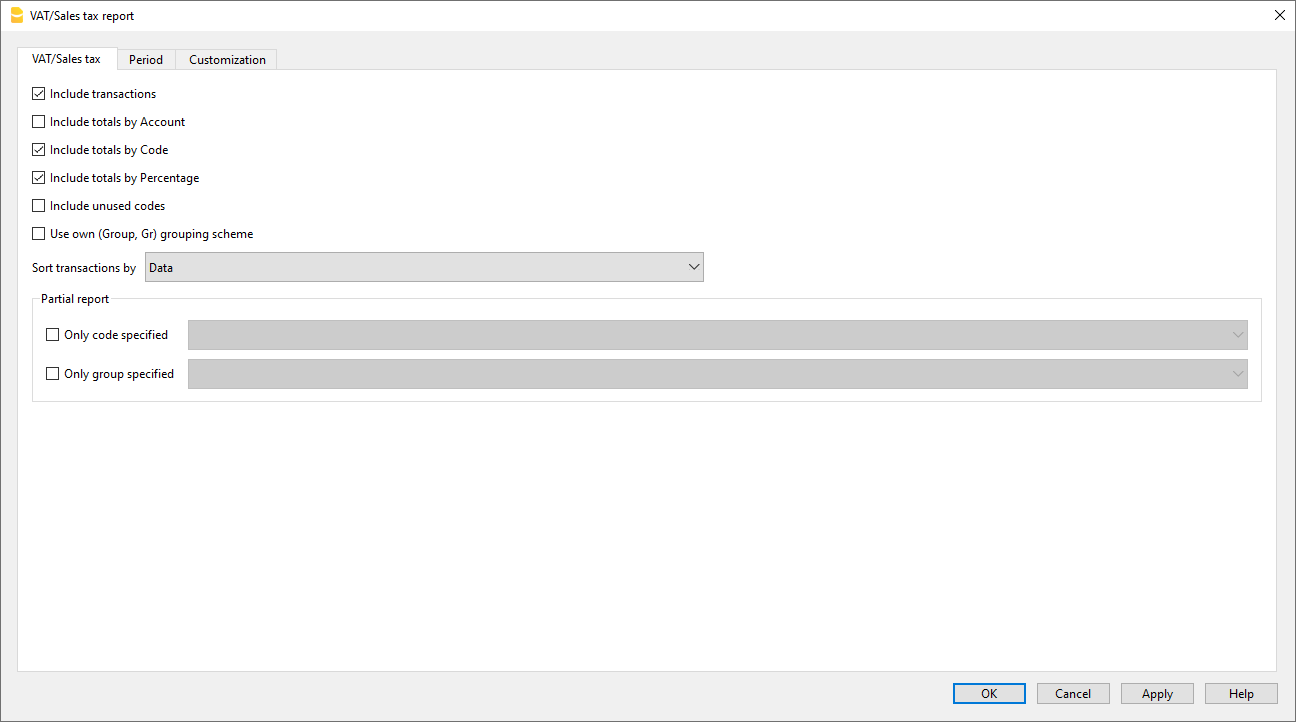 VAT/Sales tax report
VAT/Sales tax Period Customization
Include transactions
Include totals by Account
Include totals by Code
Include totals by Percentage
Include unused codes
Use own (Group, Gr) grouping scheme
Sort transactions by Data
Partial report
Only code specified
Only group specified
OK Cancel Apply Help